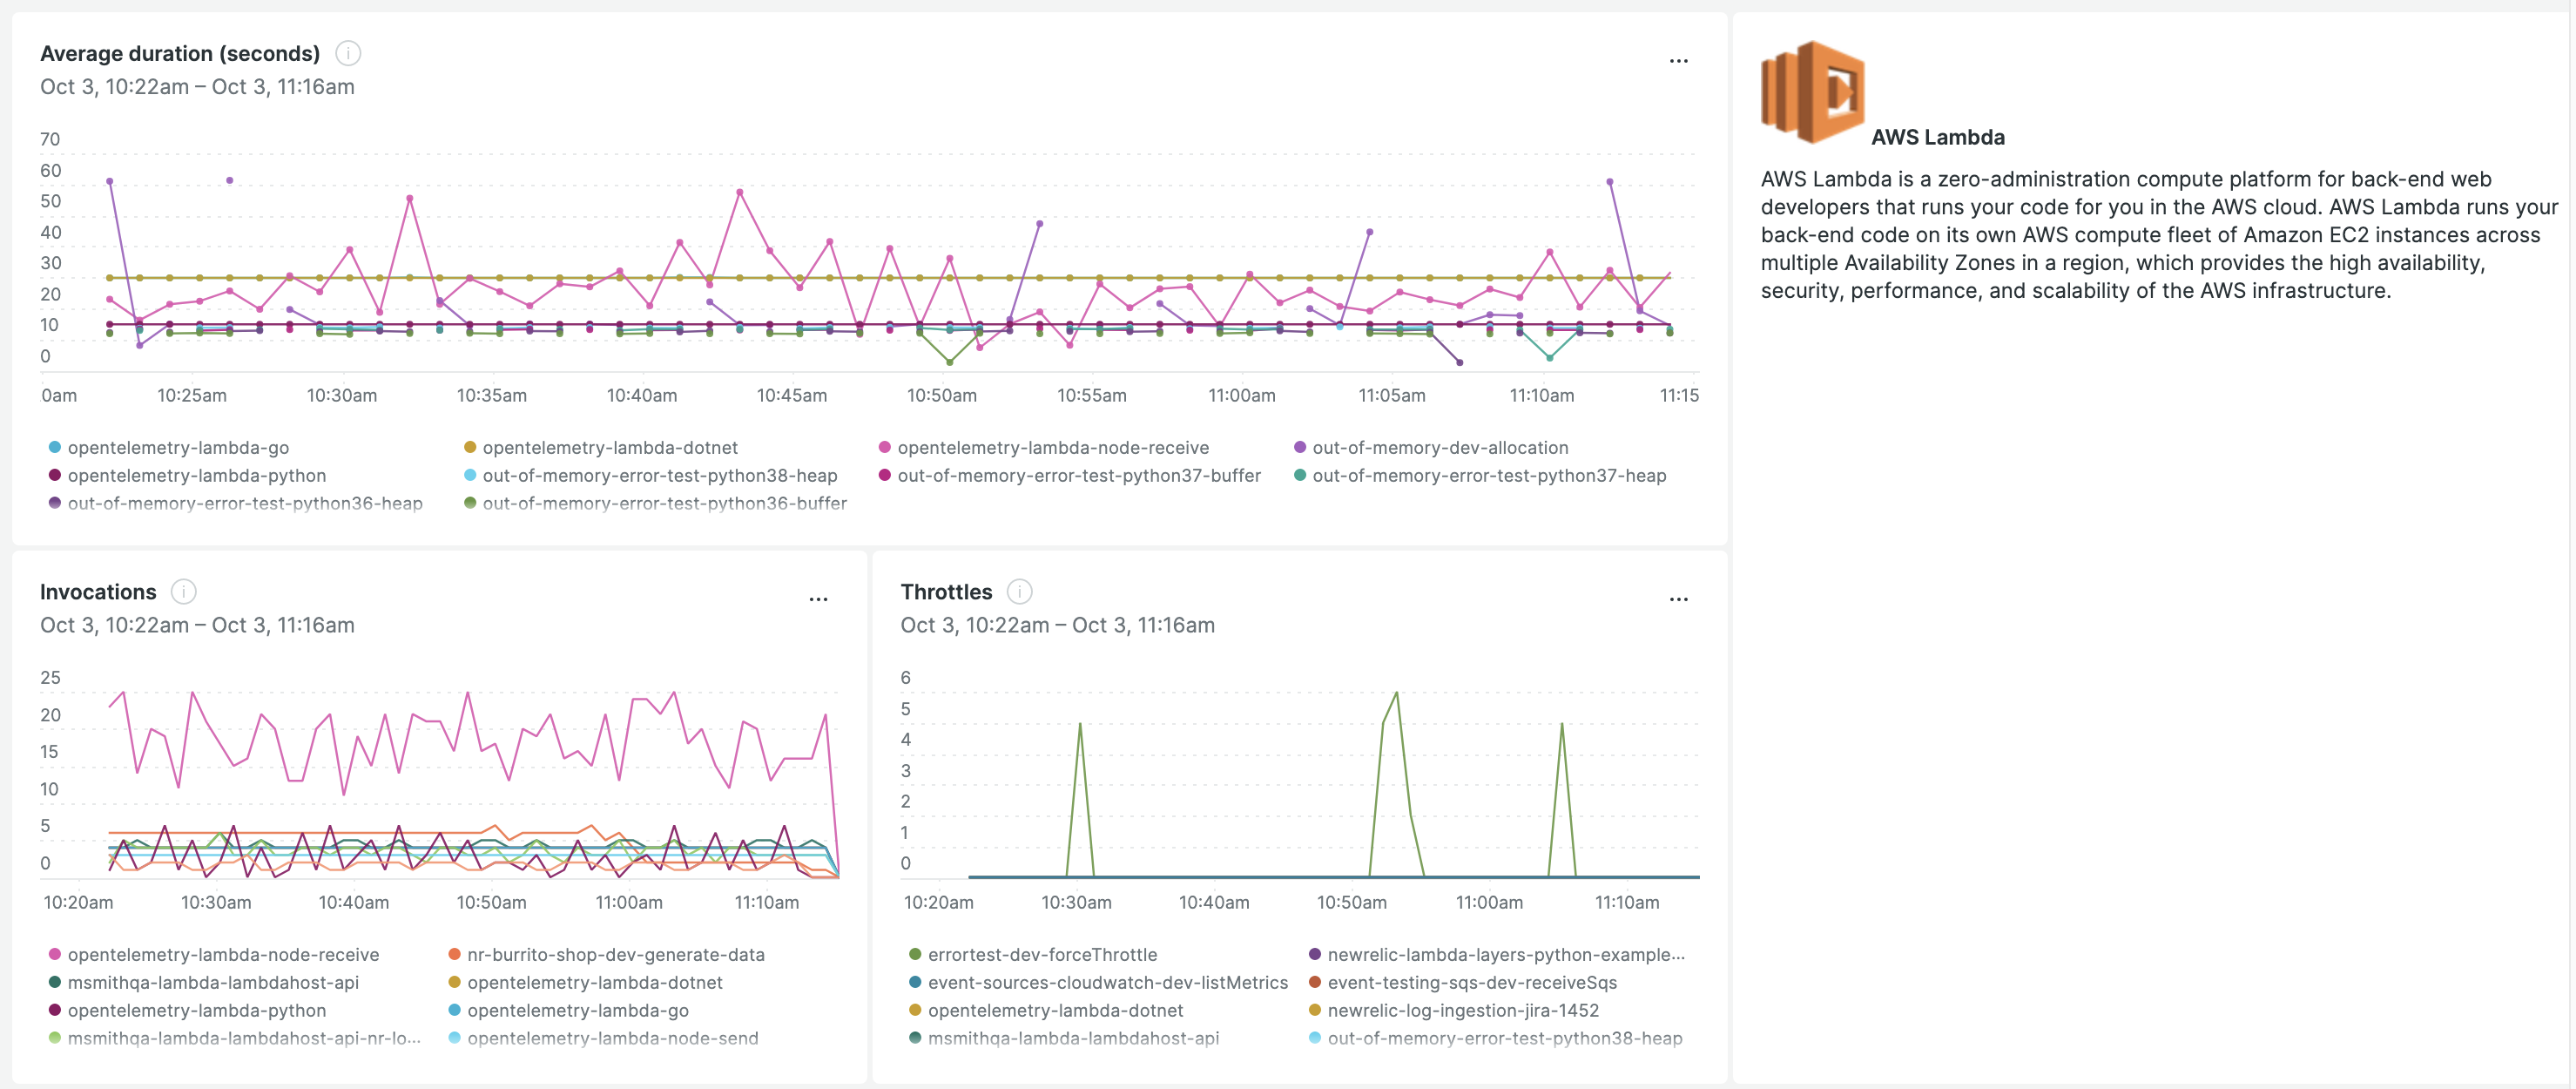 Average duration (seconds)
Oct 3, 10:22am – Oct 3, 11:16am
...
70
60
50
40
30
20
10
0
0am 10:25am 10:30am 10:35am 10:40am 10:45am 10:50am 10:55am 11:00am 11:05am 11:10am 11:15
opentelemetry-lambda-go opentelemetry-lambda-dotnet opentelemetry-lambda-node-receive out-of-memory-dev-allocation
opentelemetry-lambda-python out-of-memory-error-test-python38-heap out-of-memory-error-test-python37-buffer out-of-memory-error-test-python37-heap
out-of-memory-error-test-python36-heap out-of-memory-error-test-python36-buffer
AWS Lambda
AWS Lambda is a zero-administration compute platform for back-end web
developers that runs your code for you in the AWS cloud. AWS Lambda runs your
back-end code on its own AWS compute fleet of Amazon EC2 instances across
multiple Availability Zones in a region, which provides the high availability,
security, performance, and scalability of the AWS infrastructure.
Invocations
Oct 3, 10:22am – Oct 3, 11:16am
...
25
20
15
10
5
0
10:20am 10:30am 10:40am 10:50am 11:00am 11:10am
opentelemetry-lambda-node-receive nr-burrito-shop-dev-generate-data
msmithqa-lambda-lambdahost-api opentelemetry-lambda-dotnet
opentelemetry-lambda-python opentelemetry-lambda-go
msmithqa-lambda-lambdahost-api-nr-lo... opentelemetry-lambda-node-send
Throttles
Oct 3, 10:22am – Oct 3, 11:16am
...
6
5
4
3
2
1
0
10:20am 10:30am 10:40am 10:50am 11:00am 11:10am
errortest-dev-forceThrottle newrelic-lambda-layers-python-example...
event-sources-cloudwatch-dev-listMetrics event-testing-sqs-dev-receiveSqs
opentelemetry-lambda-dotnet newrelic-log-ingestion-jira-1452
msmithqa-lambda-lambdahost-api out-of-memory-error-test-python38-heap